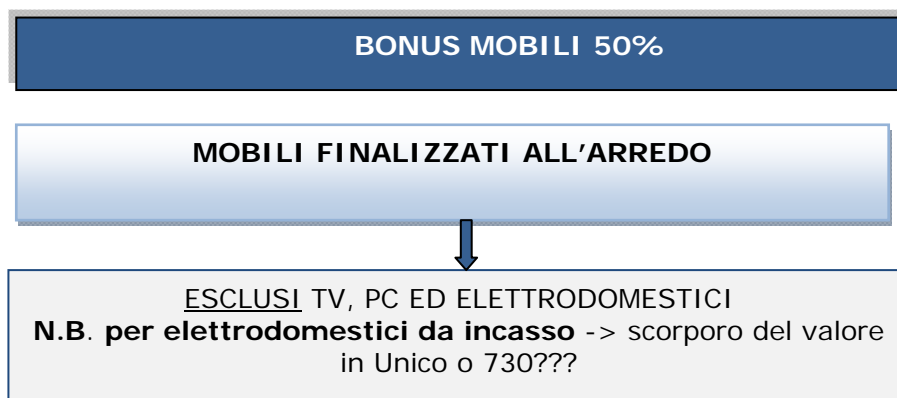 BONUS MOBILI 50%
MOBILI FINALIZZATI ALL’ARREDO
ESCLUSI TV, PC ED ELETTRODOMESTICI
N.B. per elettrodomestici da incasso -> scorporo del valore
in Unico o 730???